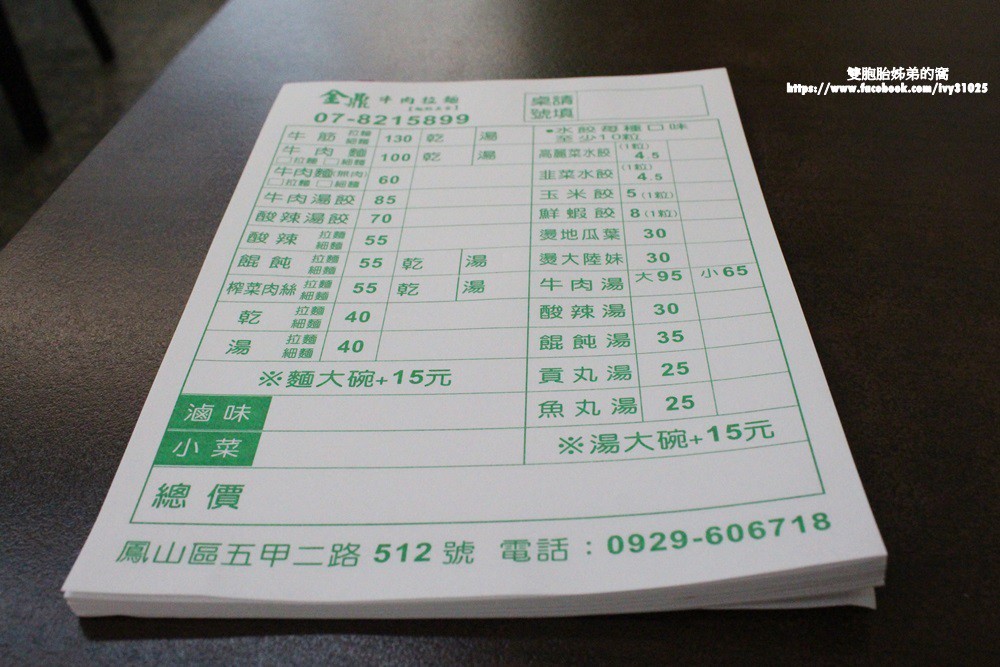 雙胞胎姊弟的窩
https://www.facebook.com/ivy31025
金鼎 牛肉拉麵
07-8215899
桌請
號填
牛筋 拉麵 細麵 130 乾 湯
牛肉麵 □拉麵 □細麵 100 乾 湯
牛肉麵(無肉) □拉麵 □細麵 60
牛肉湯餃 85
酸辣湯餃 70
酸辣 拉麵 細麵 55
餛飩 拉麵 細麵 55 乾 湯
榨菜肉絲 拉麵 細麵 55 乾 湯
乾 拉麵 細麵 40
湯 拉麵 細麵 40
※麵大碗+15元
滷味
小菜
•水餃每種口味
至少10粒
高麗菜水餃 (1粒) 4.5
韭菜水餃 (1粒) 4.5
玉米餃 5 (1粒)
鮮蝦餃 8 (1粒)
燙地瓜葉 30
燙大陸妹 30
牛肉湯 大95 小65
酸辣湯 30
餛飩湯 35
貢丸湯 25
魚丸湯 25
※湯大碗+15元
總價
鳳山區五甲二路 512 號 電話：0929-606718